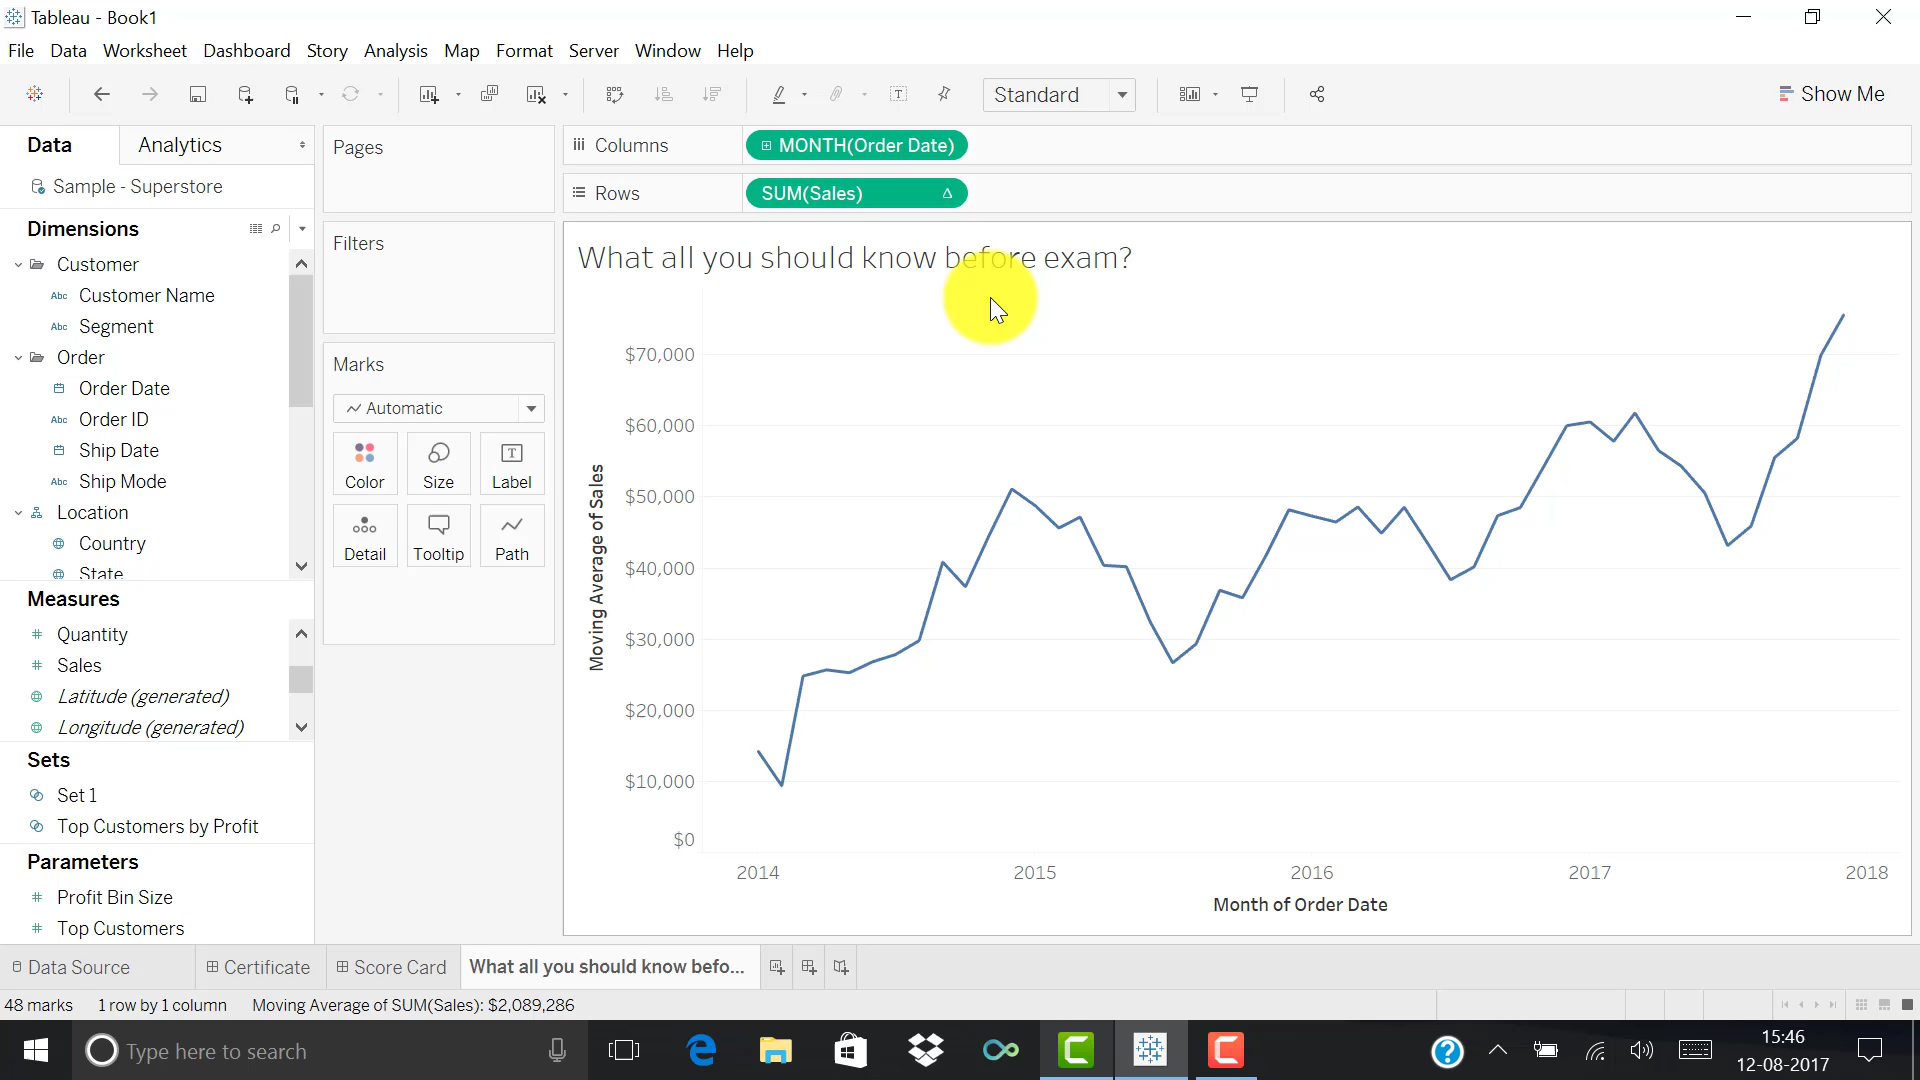 Tableau - Book1
File Data Worksheet Dashboard Story Analysis Map Format Server Window Help
Standard
Show Me
Data
Analytics
Sample - Superstore
Dimensions
Customer
Abc Customer Name
Abc Segment
Order
Order Date
Abc Order ID
Ship Date
Abc Ship Mode
Location
Country
State
Measures
# Quantity
# Sales
Latitude (generated)
Longitude (generated)
Sets
Set 1
Top Customers by Profit
Parameters
# Profit Bin Size
# Top Customers
Pages
Filters
Marks
Automatic
Color
Size
Label
Detail
Tooltip
Path
Columns
MONTH(Order Date)
Rows
SUM(Sales)
What all you should know before exam?
Moving Average of Sales
$70,000
$60,000
$50,000
$40,000
$30,000
$20,000
$10,000
$0
2014
2015
2016
2017
2018
Month of Order Date
Data Source
Certificate
Score Card
What all you should know befo...
48 marks
1 row by 1 column
Moving Average of SUM(Sales): $2,089,286
Type here to search
15:46
12-08-2017